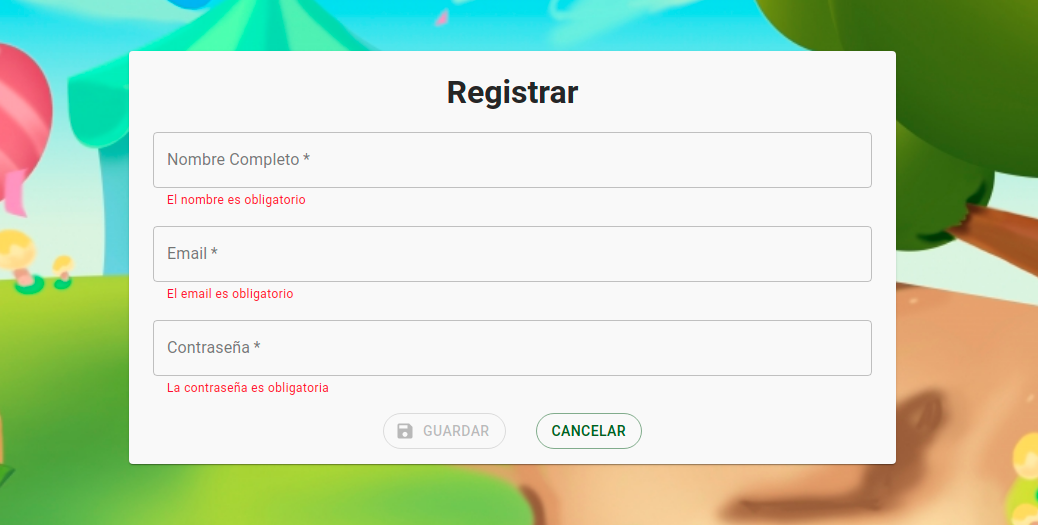 Registrar
Nombre Completo *
El nombre es obligatorio
Email *
El email es obligatorio
Contraseña *
La contraseña es obligatoria
GUARDAR
CANCELAR